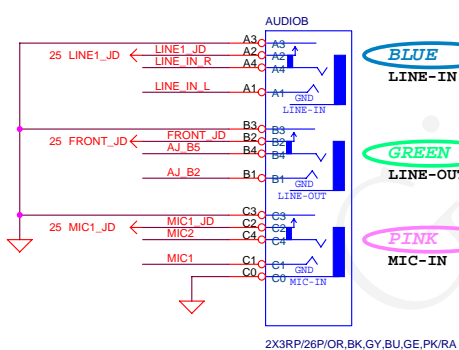 AUDIOB
A3 A3
25 LINE1_JD LINE1_JD A2 A2
LINE_IN_R A4 A4
BLUE
LINE-IN
LINE_IN_L A1 A1
GND
LINE-IN
B3 B3
25 FRONT_JD FRONT_JD B2 B2
AJ_B5 B4 B4
GREEN
LINE-OUT
AJ_B2 B1 B1
GND
LINE-OUT
C3 C3
25 MIC1_JD MIC1_JD C2 C2
MIC2 C4 C4
PINK
MIC-IN
MIC1 C1 C1
GND
C0 C0
MIC-IN
2X3RP/26P/OR,BK,GY,BU,GE,PK/RA